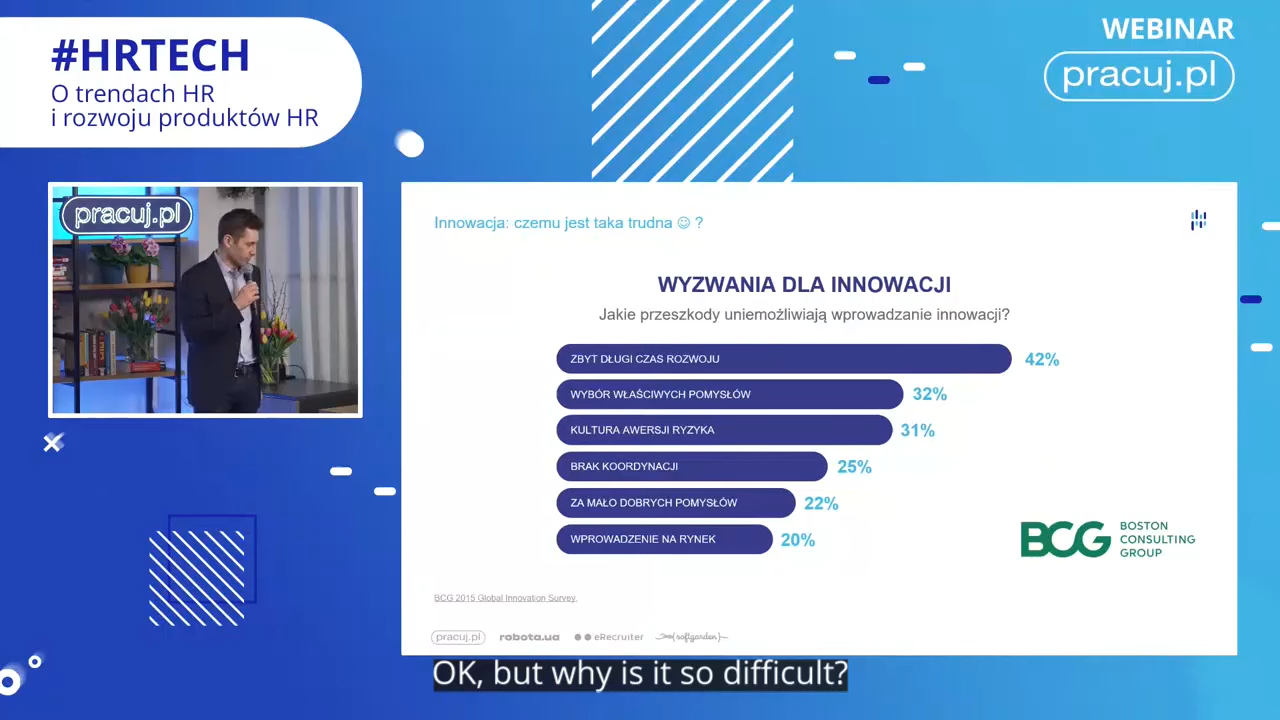 #HRTECH
O trendach HR
i rozwoju produktów HR
WEBINAR
pracuj.pl
pracuj.pl
Innowacja: czemu jest taka trudna ☺ ?
WYZWANIA DLA INNOWACJI
Jakie przeszkody uniemożliwiają wprowadzanie innowacji?
ZBYT DŁUGI CZAS ROZWOJU 42%
WYBÓR WŁAŚCIWYCH POMYSŁÓW 32%
KULTURA AWERSJI RYZYKA 31%
BRAK KOORDYNACJI 25%
ZA MAŁO DOBRYCH POMYSŁÓW 22%
WPROWADZENIE NA RYNEK 20%
BCG BOSTON
CONSULTING
GROUP
BCG 2015 Global Innovation Survey.
pracuj.pl robota.ua eRecruiter softgarden
OK, but why is it so difficult?